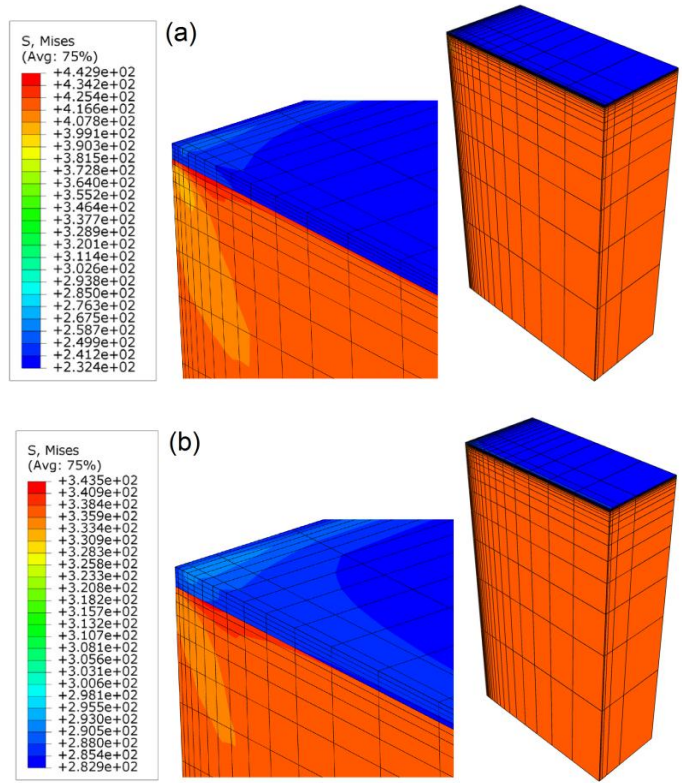 (a)
S, Mises
(Avg: 75%)
+4.429e+02
+4.342e+02
+4.254e+02
+4.166e+02
+4.078e+02
+3.991e+02
+3.903e+02
+3.815e+02
+3.728e+02
+3.640e+02
+3.552e+02
+3.464e+02
+3.377e+02
+3.289e+02
+3.201e+02
+3.114e+02
+3.026e+02
+2.938e+02
+2.850e+02
+2.763e+02
+2.675e+02
+2.587e+02
+2.499e+02
+2.412e+02
+2.324e+02
(b)
S, Mises
(Avg: 75%)
+3.435e+02
+3.409e+02
+3.384e+02
+3.359e+02
+3.334e+02
+3.309e+02
+3.283e+02
+3.258e+02
+3.233e+02
+3.208e+02
+3.182e+02
+3.157e+02
+3.132e+02
+3.107e+02
+3.081e+02
+3.056e+02
+3.031e+02
+3.006e+02
+2.981e+02
+2.955e+02
+2.930e+02
+2.905e+02
+2.880e+02
+2.854e+02
+2.829e+02